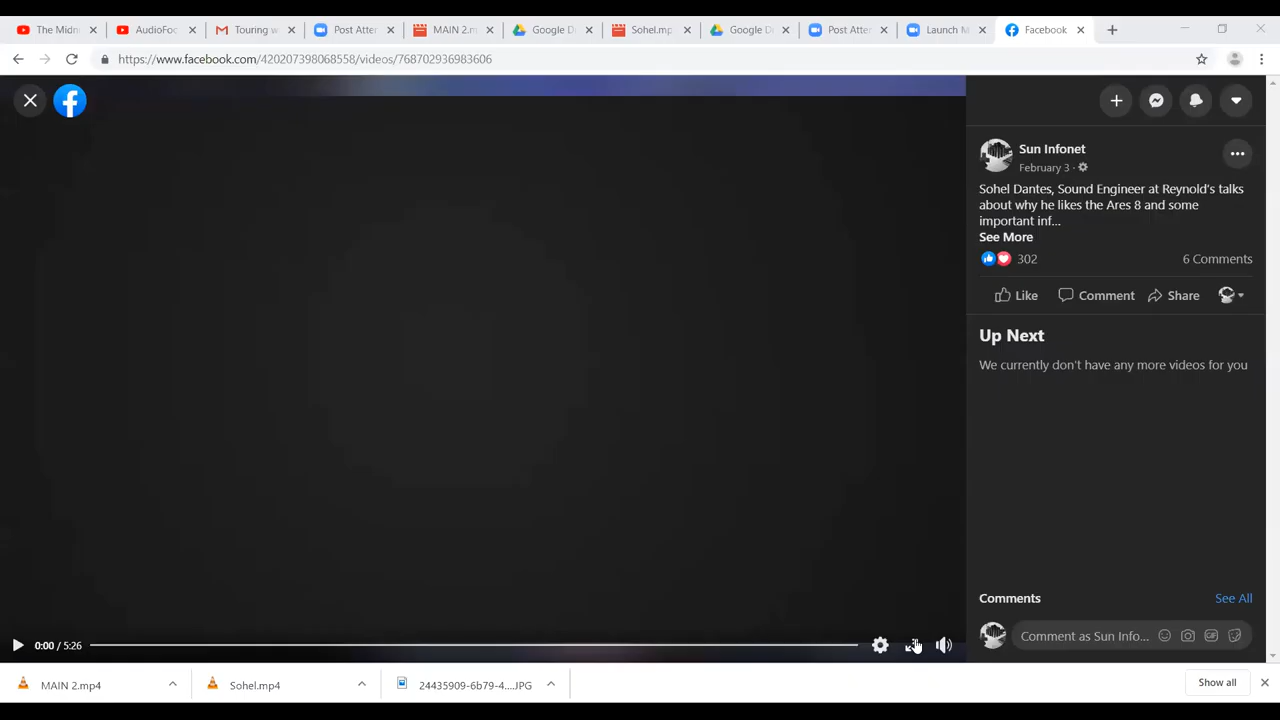 The Midn
AudioFoc
Touring w
Post Atter
MAIN 2.m
Google D
Sohel.mp
Google D
Post Atter
Launch M
Facebook
https://www.facebook.com/420207398068558/videos/768702936983606
Sun Infonet
February 3 ·
Sohel Dantes, Sound Engineer at Reynold's talks
about why he likes the Ares 8 and some
important inf...
See More
302
6 Comments
Like
Comment
Share
Up Next
We currently don't have any more videos for you
Comments
See All
Comment as Sun Info...
GIF
0:00 / 5:26
MAIN 2.mp4
Sohel.mp4
24435909-6b79-4....JPG
Show all